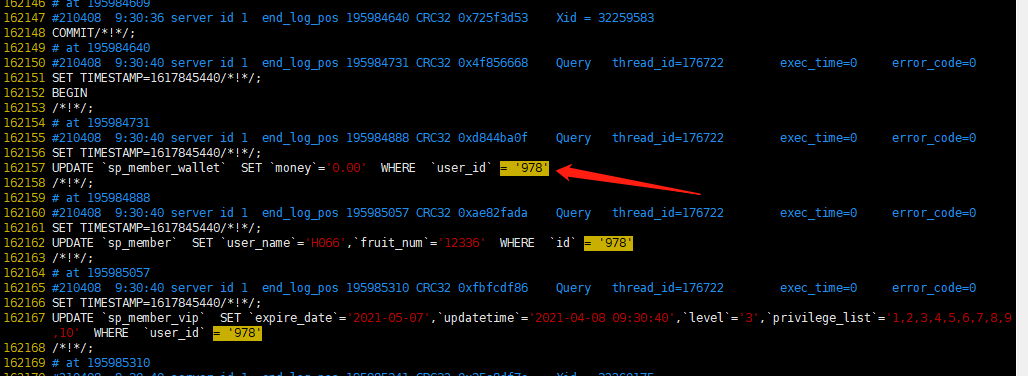 162146 # at 195984609
162147 #210408  9:30:36 server id 1  end_log_pos 195984640 CRC32 0x725f3d53    Xid = 32259583
162148 COMMIT/*!*/;
162149 # at 195984640
162150 #210408  9:30:40 server id 1  end_log_pos 195984731 CRC32 0x4f856668    Query   thread_id=176722        exec_time=0     error_code=0
162151 SET TIMESTAMP=1617845440/*!*/;
162152 BEGIN
162153 /*!*/;
162154 # at 195984731
162155 #210408  9:30:40 server id 1  end_log_pos 195984888 CRC32 0xd844ba0f    Query   thread_id=176722        exec_time=0     error_code=0
162156 SET TIMESTAMP=1617845440/*!*/;
162157 UPDATE `sp_member_wallet`  SET `money`='0.00'  WHERE  `user_id` = '978'
162158 /*!*/;
162159 # at 195984888
162160 #210408  9:30:40 server id 1  end_log_pos 195985057 CRC32 0xae82fada    Query   thread_id=176722        exec_time=0     error_code=0
162161 SET TIMESTAMP=1617845440/*!*/;
162162 UPDATE `sp_member`  SET `user_name`='H066',`fruit_num`='12336'  WHERE  `id` = '978'
162163 /*!*/;
162164 # at 195985057
162165 #210408  9:30:40 server id 1  end_log_pos 195985310 CRC32 0xfbfcdf86    Query   thread_id=176722        exec_time=0     error_code=0
162166 SET TIMESTAMP=1617845440/*!*/;
162167 UPDATE `sp_member_vip`  SET `expire_date`='2021-05-07',`updatetime`='2021-04-08 09:30:40',`level`='3',`privilege_list`='1,2,3,4,5,6,7,8,9
,10'  WHERE  `user_id` = '978'
162168 /*!*/;
162169 # at 195985310